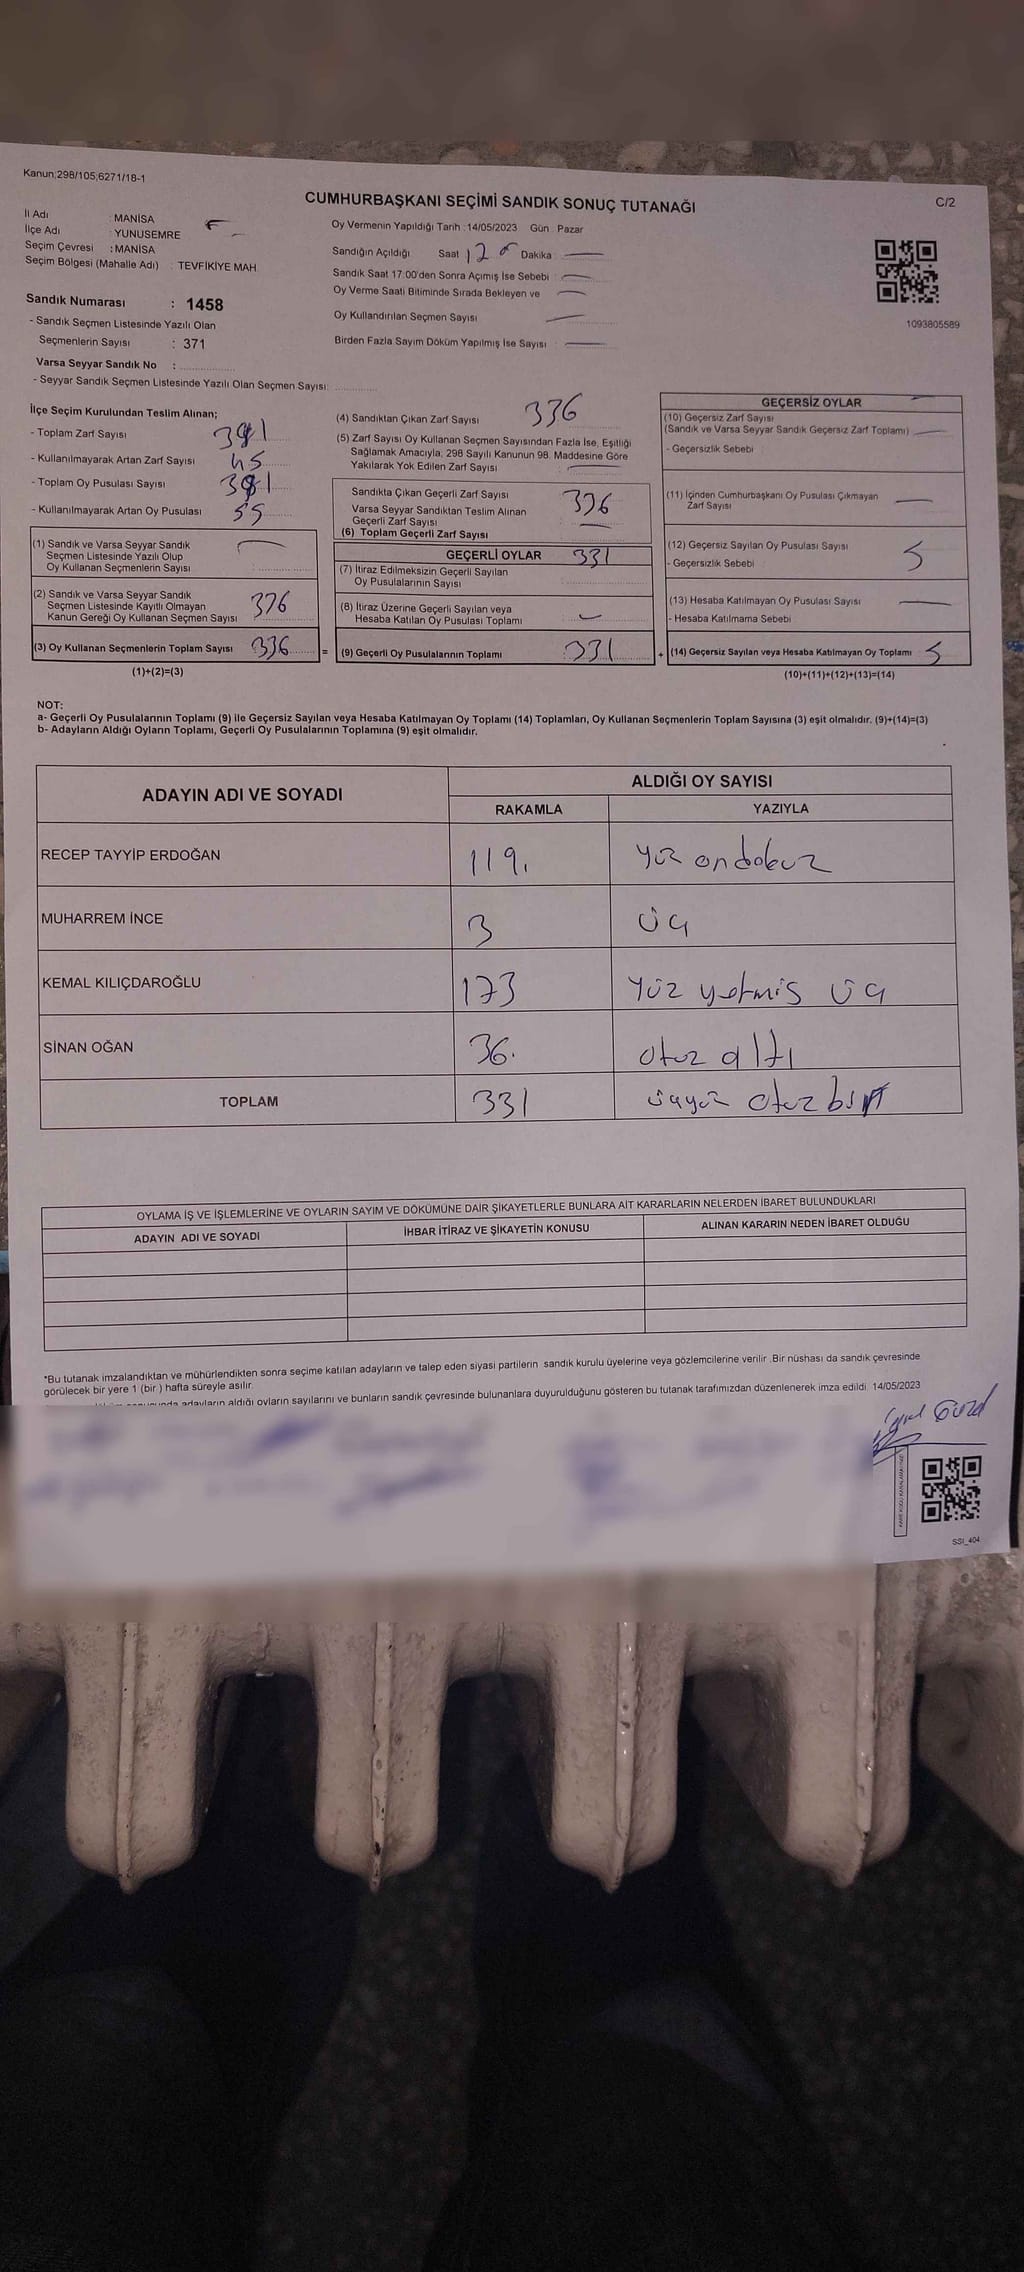 Kanun;298/105;6271/18-1
CUMHURBAŞKANI SEÇİMİ SANDIK SONUÇ TUTANAĞI
C/2
İl Adı : MANİSA
İlçe Adı : YUNUSEMRE
Seçim Çevresi : MANİSA
Seçim Bölgesi (Mahalle Adı) : TEVFİKİYE MAH.
Sandık Numarası : 1458
- Sandık Seçmen Listesinde Yazılı Olan
Seçmenlerin Sayısı : 371
Varsa Seyyar Sandık No :
- Seyyar Sandık Seçmen Listesinde Yazılı Olan Seçmen Sayısı:
Oy Vermenin Yapıldığı Tarih : 14/05/2023 Gün : Pazar
Sandığın Açıldığı Saat Dakika :
Sandık Saat 17:00'den Sonra Açımış İse Sebebi :
Oy Verme Saati Bitiminde Sırada Bekleyen ve
Oy Kullandırılan Seçmen Sayısı :
Birden Fazla Sayım Döküm Yapılmış İse Sayısı :
1093805589
İlçe Seçim Kurulundan Teslim Alınan;
- Toplam Zarf Sayısı
- Kullanılmayarak Artan Zarf Sayısı 45
- Toplam Oy Pusulası Sayısı
- Kullanılmayarak Artan Oy Pusulası 55
(1) Sandık ve Varsa Seyyar Sandık
Seçmen Listesinde Yazılı Olup
Oy Kullanan Seçmenlerin Sayısı
(2) Sandık ve Varsa Seyyar Sandık
Seçmen Listesinde Kayıtlı Olmayan
Kanun Gereği Oy Kullanan Seçmen Sayısı 336
(3) Oy Kullanan Seçmenlerin Toplam Sayısı 336 =
(1)+(2)=(3)
(4) Sandıktan Çıkan Zarf Sayısı 336
(5) Zarf Sayısı Oy Kullanan Seçmen Sayısından Fazla İse, Eşitliği
Sağlamak Amacıyla, 298 Sayılı Kanunun 98. Maddesine Göre
Yakılarak Yok Edilen Zarf Sayısı
Sandıkta Çıkan Geçerli Zarf Sayısı 336
Varsa Seyyar Sandıktan Teslim Alınan
Geçerli Zarf Sayısı
(6) Toplam Geçerli Zarf Sayısı
GEÇERLİ OYLAR 331
(7) İtiraz Edilmeksizin Geçerli Sayılan
Oy Pusulalarının Sayısı
(8) İtiraz Üzerine Geçerli Sayılan veya
Hesaba Katılan Oy Pusulası Toplamı
(9) Geçerli Oy Pusulalarının Toplamı 331 +
GEÇERSİZ OYLAR
(10) Geçersiz Zarf Sayısı
(Sandık ve Varsa Seyyar Sandık Geçersiz Zarf Toplamı)
- Geçersizlik Sebebi :
(11) İçinden Cumhurbaşkanı Oy Pusulası Çıkmayan
Zarf Sayısı
(12) Geçersiz Sayılan Oy Pusulası Sayısı 5
- Geçersizlik Sebebi :
(13) Hesaba Katılmayan Oy Pusulası Sayısı
- Hesaba Katılmama Sebebi
(14) Geçersiz Sayılan veya Hesaba Katılmayan Oy Toplamı 5
(10)+(11)+(12)+(13)=(14)
NOT:
a- Geçerli Oy Pusulalarının Toplamı (9) ile Geçersiz Sayılan veya Hesaba Katılmayan Oy Toplamı (14) Toplamları, Oy Kullanan Seçmenlerin Toplam Sayısına (3) eşit olmalıdır. (9)+(14)=(3)
b- Adayların Aldığı Oyların Toplamı, Geçerli Oy Pusulalarının Toplamına (9) eşit olmalıdır.
ADAYIN ADI VE SOYADI
ALDIĞI OY SAYISI
RAKAMLA YAZIYLA
RECEP TAYYİP ERDOĞAN 119. yüz ondokuz
MUHARREM İNCE 3 üç
KEMAL KILIÇDAROĞLU 173 yüz yetmis üç
SİNAN OĞAN 36. otuz altı
TOPLAM 331 üçyüz otuz bir
OYLAMA İŞ VE İŞLEMLERİNE VE OYLARIN SAYIM VE DÖKÜMÜNE DAİR ŞİKAYETLERLE BUNLARA AİT KARARLARIN NELERDEN İBARET BULUNDUKLARI
ADAYIN ADI VE SOYADI İHBAR İTİRAZ VE ŞİKAYETİN KONUSU ALINAN KARARIN NEDEN İBARET OLDUĞU
*Bu tutanak imzalandıktan ve mühürlendikten sonra seçime katılan adayların ve talep eden siyasi partilerin sandık kurulu üyelerine veya gözlemcilerine verilir .Bir nüshası da sandık çevresinde
görülecek bir yere 1 (bir ) hafta süreyle asılır.
adayların aldığı oyların sayılarını ve bunların sandık çevresinde bulunanlara duyurulduğunu gösteren bu tutanak tarafımızdan düzenlenerek imza edildi. 14/05/2023
SSI_404